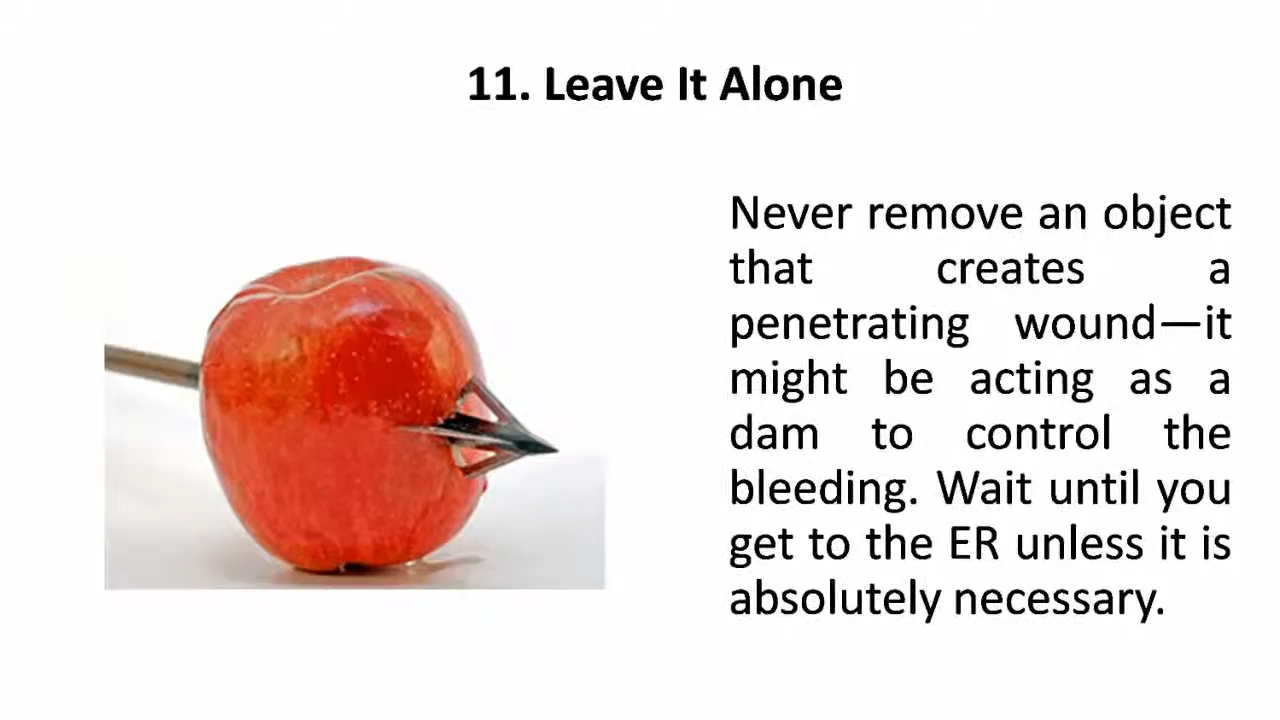 11. Leave It Alone
Never remove an object
that creates a
penetrating wound—it
might be acting as a
dam to control the
bleeding. Wait until you
get to the ER unless it is
absolutely necessary.